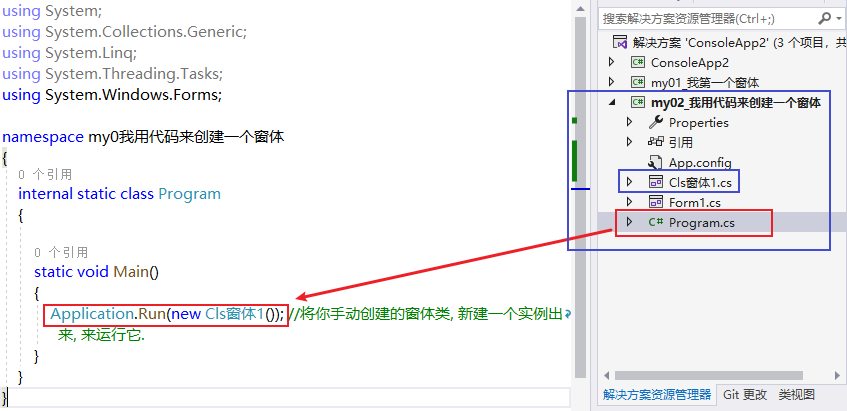 using System;
using System.Collections.Generic;
using System.Linq;
using System.Threading.Tasks;
using System.Windows.Forms;
namespace my0我用代码来创建一个窗体
{
0 个引用
internal static class Program
{
0 个引用
static void Main()
{
Application.Run(new Cls窗体1()); //将你手动创建的窗体类, 新建一个实例出
来, 来运行它.
}
}
}
搜索解决方案资源管理器(Ctrl+;)
解决方案 'ConsoleApp2' (3 个项目, 共
ConsoleApp2
my01_我第一个窗体
my02_我用代码来创建一个窗体
Properties
引用
App.config
Cls窗体1.cs
Form1.cs
C# Program.cs
解决方案资源管理器 Git 更改 类视图